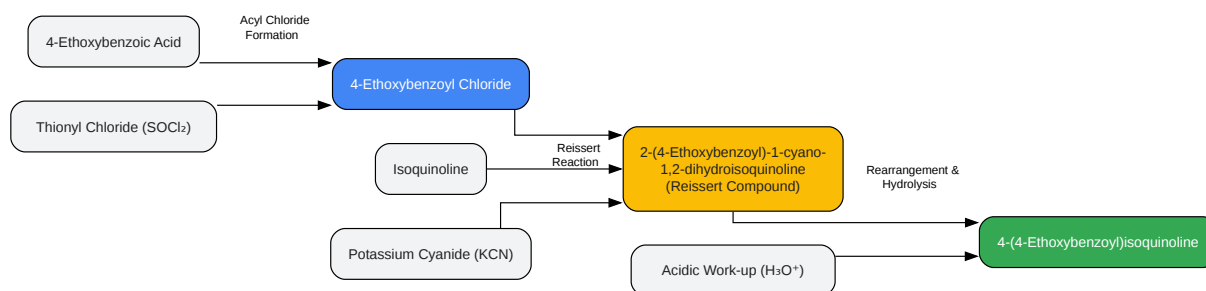 Acyl Chloride
Formation
4-Ethoxybenzoic Acid
4-Ethoxybenzoyl Chloride
Thionyl Chloride (SOCl₂)
Reissert
Reaction
Isoquinoline
2-(4-Ethoxybenzoyl)-1-cyano-
1,2-dihydroisoquinoline
(Reissert Compound)
Rearrangement &
Hydrolysis
Potassium Cyanide (KCN)
4-(4-Ethoxybenzoyl)isoquinoline
Acidic Work-up (H₃O⁺)